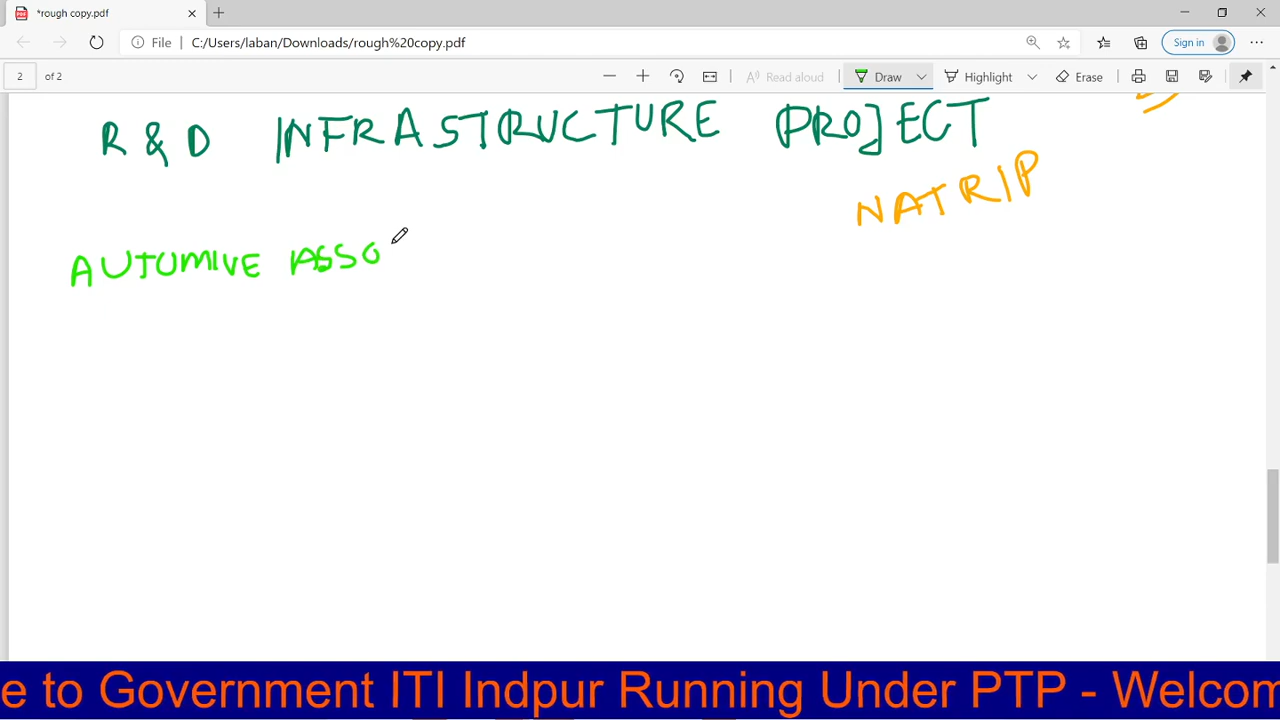 *rough copy.pdf
File C:/Users/laban/Downloads/rough%20copy.pdf Sign in
2 of 2 Read aloud Draw Highlight Erase
R & D INFRASTRUCTURE PROJECT
NATRIP
AUTOMIVE ASSO
e to Government ITI Indpur Running Under PTP - Welcom